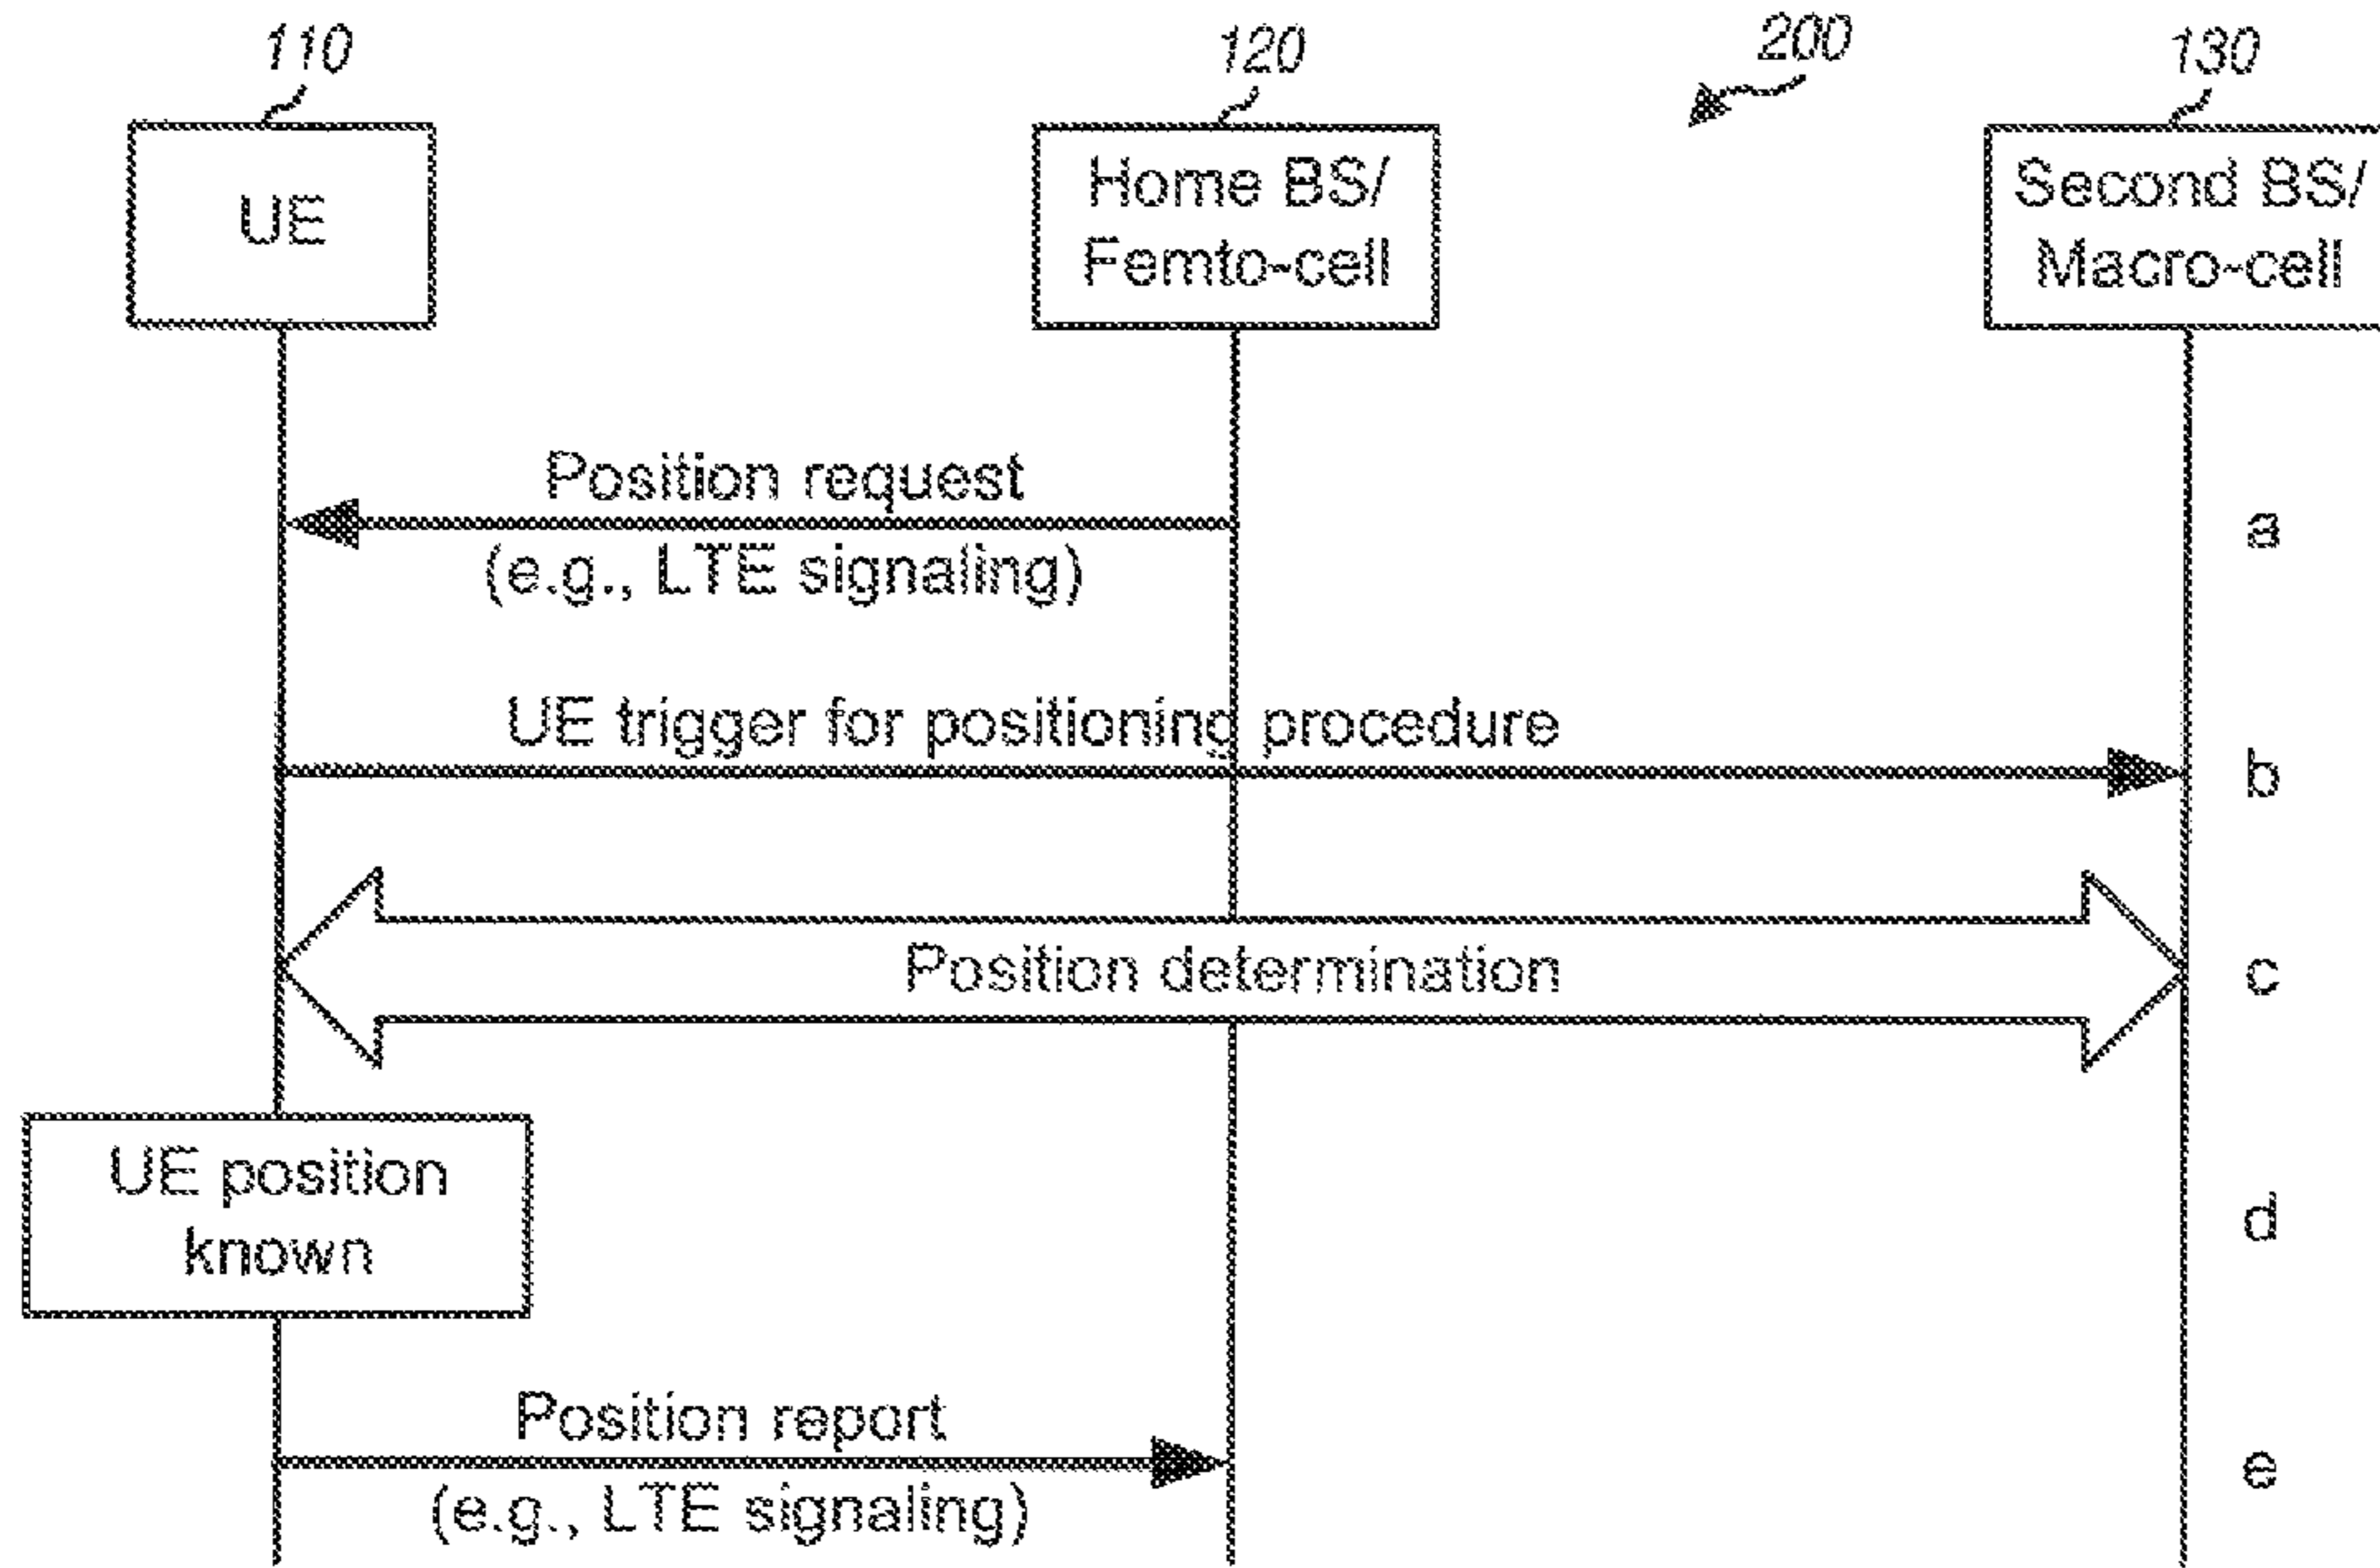 110
120
200
130
UE
Home BS/
Femto-cell
Second BS/
Macro-cell
Position request
(e.g., LTE signaling)
a
UE trigger for positioning procedure
b
Position determination
c
UE position
known
d
Position report
(e.g., LTE signaling)
e